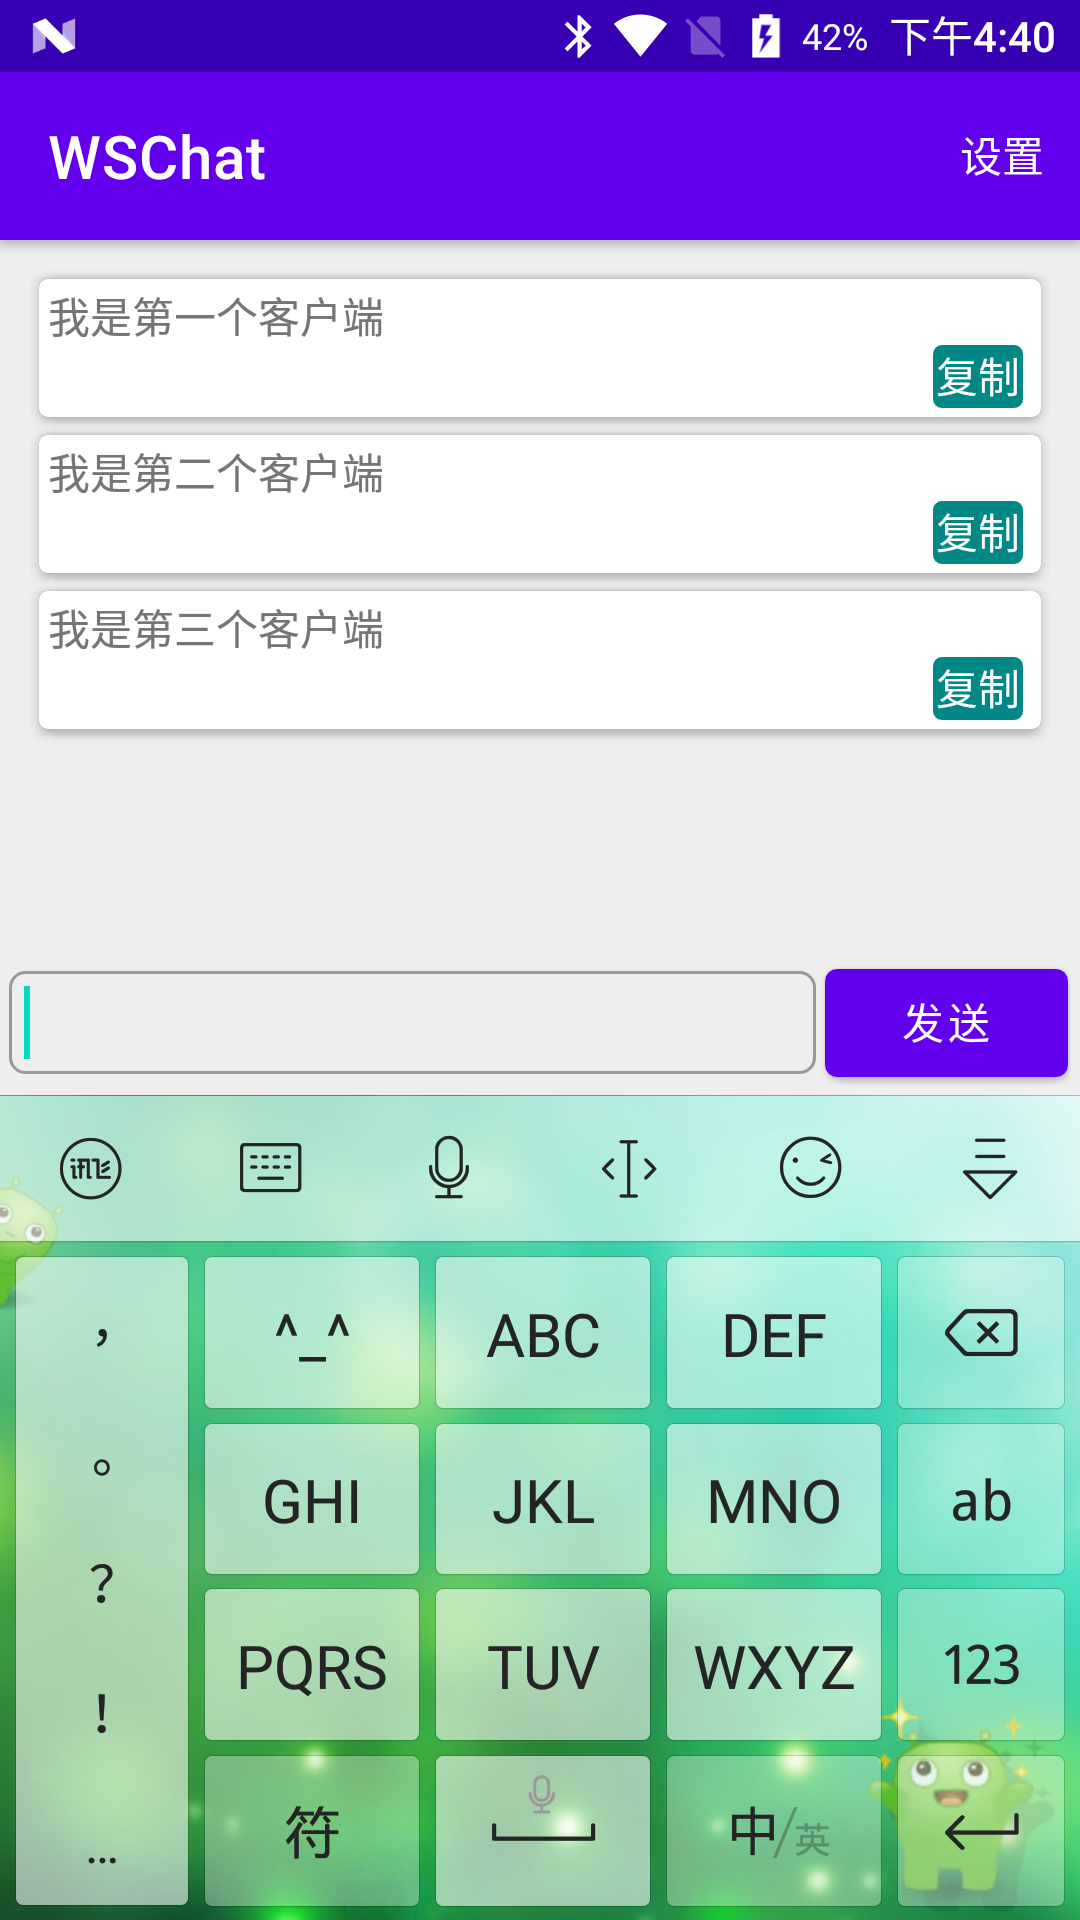 42% 下午4:40
WSChat 设置
我是第一个客户端
复制
我是第二个客户端
复制
我是第三个客户端
复制
发送
讯飞
， ^_^ ABC DEF
。 GHI JKL MNO ab
？ PQRS TUV WXYZ 123
！
... 符 中/英